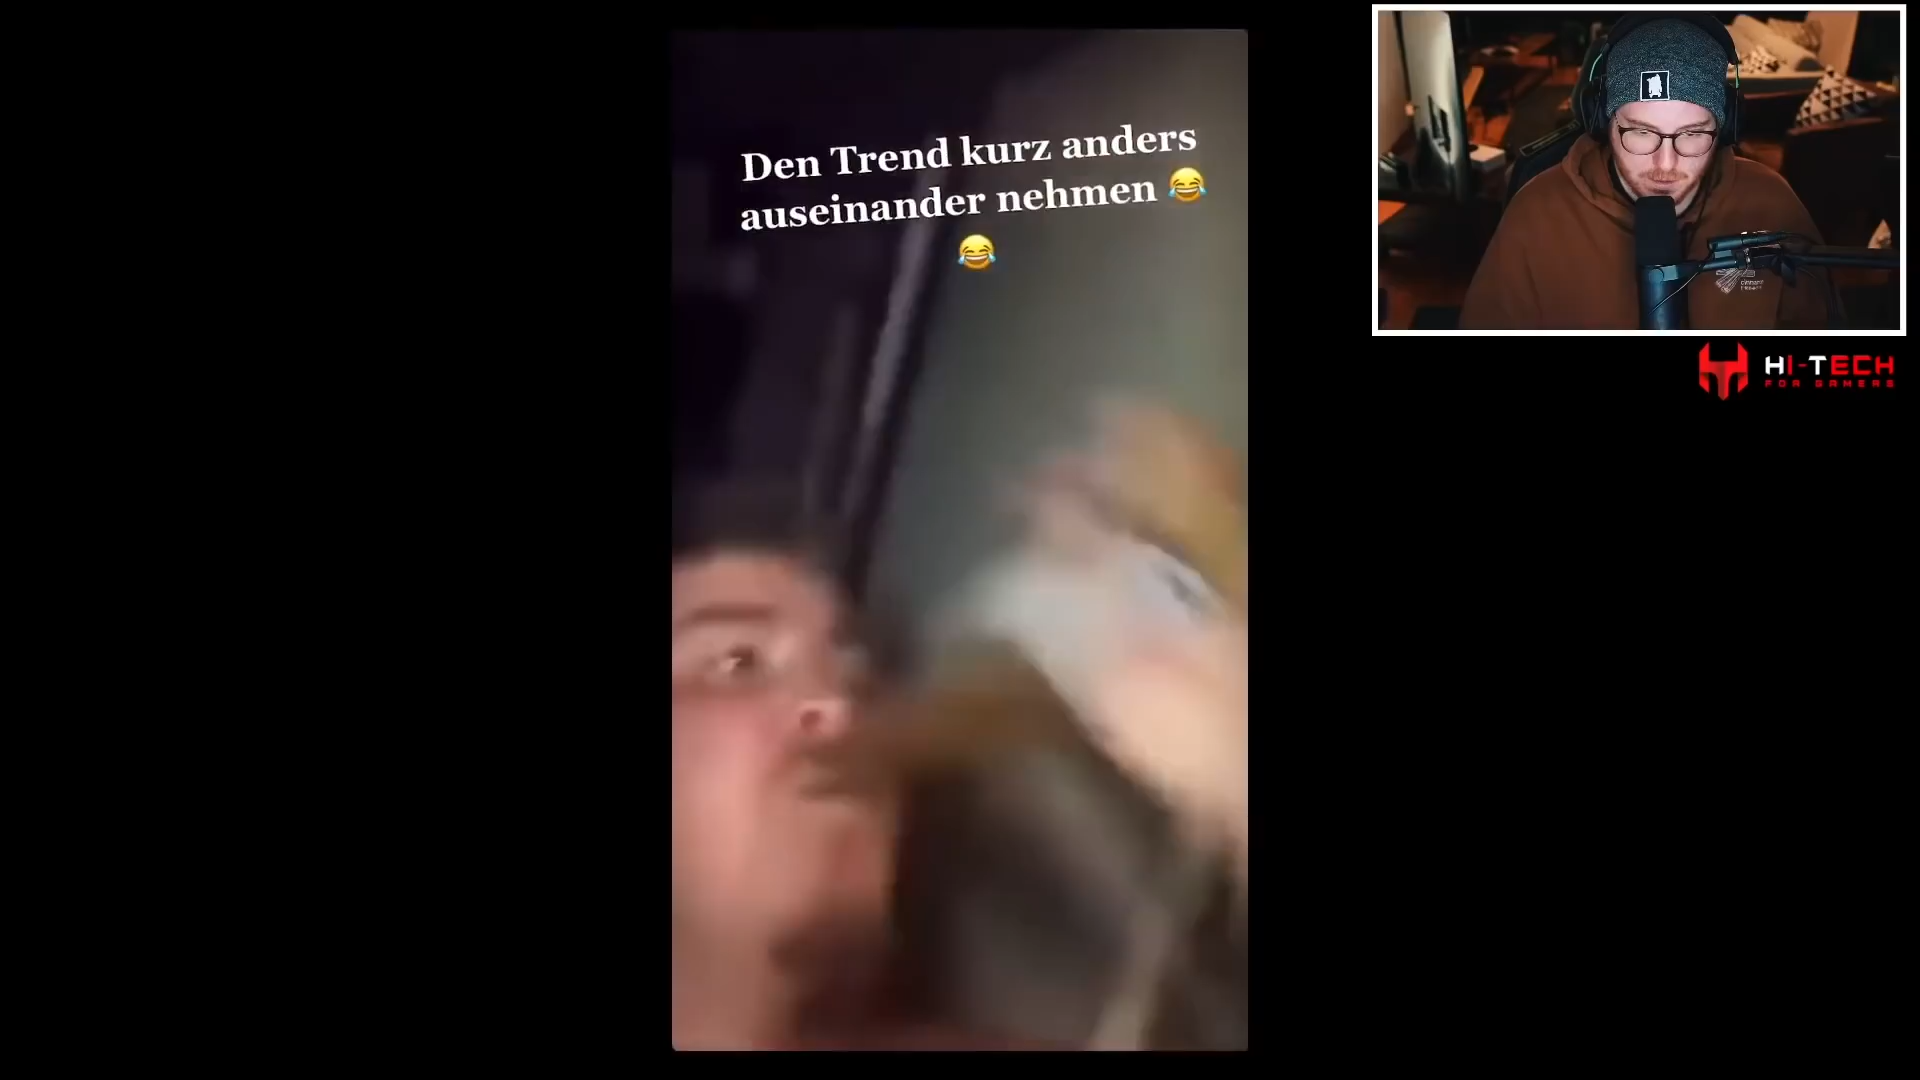 Den Trend kurz anders
auseinander nehmen 😂
😂
HI-TECH
FOR GAMERS